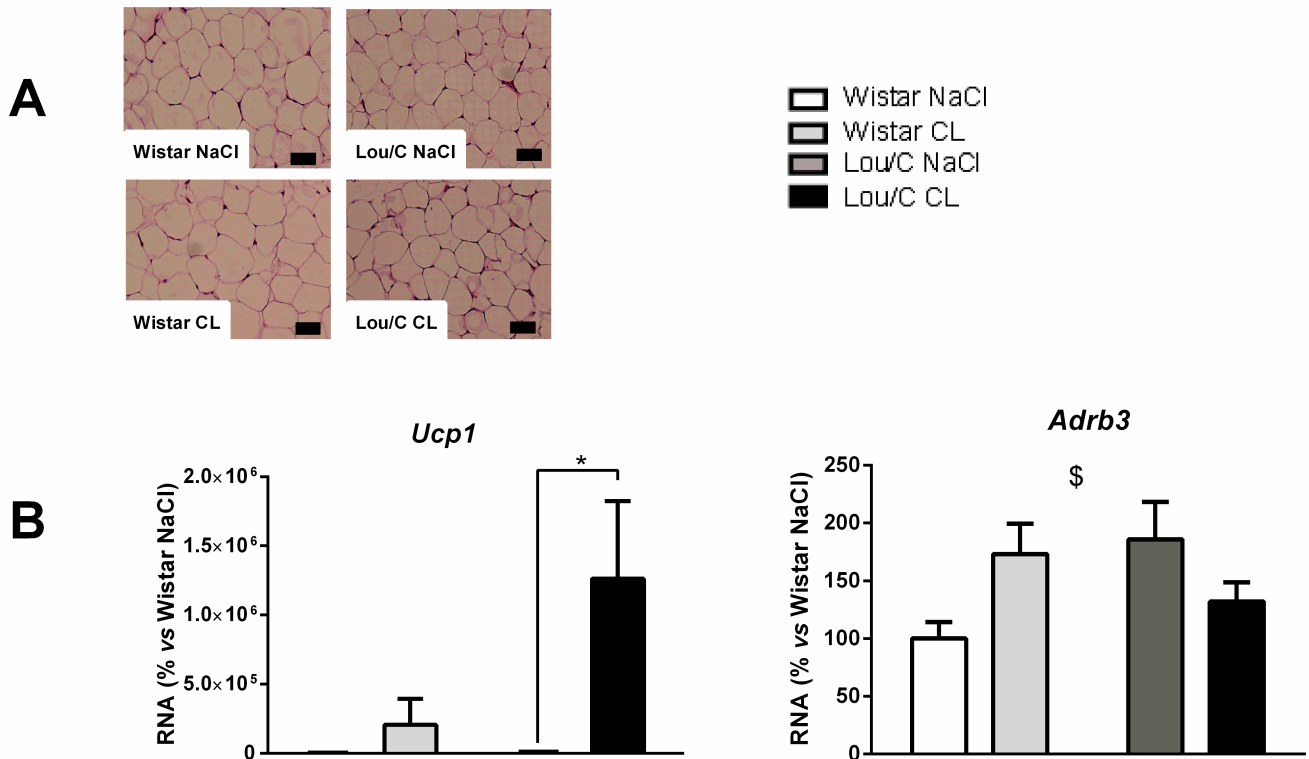 A
Wistar NaCl
Lou/C NaCl
Wistar CL
Lou/C CL
Wistar NaCl
Wistar CL
Lou/C NaCl
Lou/C CL
B
Ucp1
RNA (% vs Wistar NaCl)
2.0×10⁶
1.5×10⁶
1.0×10⁶
5.0×10⁵
0
*
Adrb3
RNA (% vs Wistar NaCl)
250
200
150
100
50
0
$